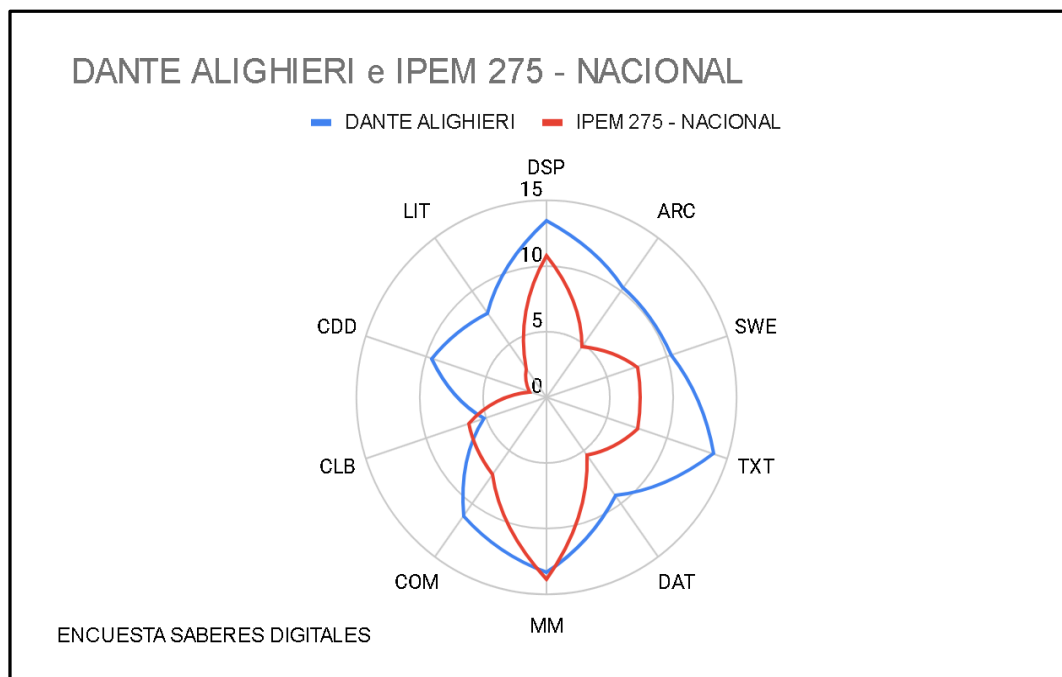 DANTE ALIGHIERI e IPEM 275 - NACIONAL
DANTE ALIGHIERI
IPEM 275 - NACIONAL
DSP
15
LIT
ARC
10
CDD
SWE
5
0
CLB
TXT
COM
DAT
MM
ENCUESTA SABERES DIGITALES